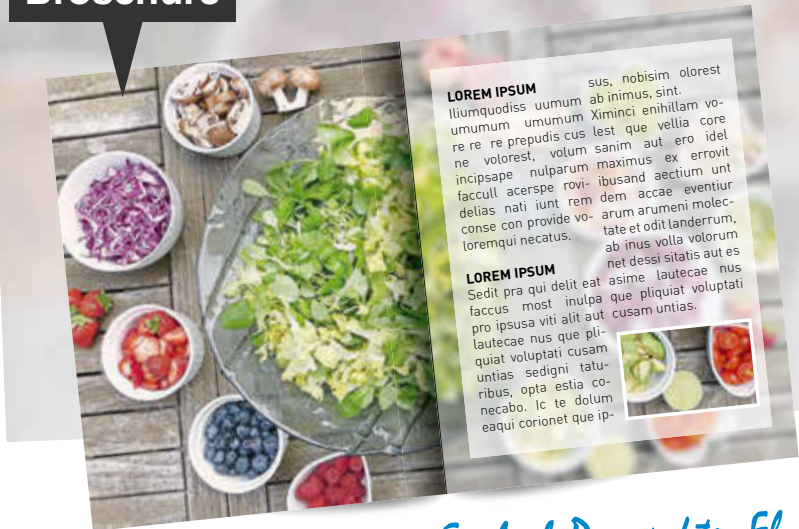 Brochure
LOREM IPSUM
Iliumquodiss uumum
umumum umumum
re re re prepudis cus
ne volorest, volum
incipsape nulparum
faccull acerspe rovi-
delias nati iunt rem
conse con provide vo-
loremqui necatus.
LOREM IPSUM
Sedit pra qui delit eat
faccus most inulpa
pro ipsusa viti alit aut
lautecae nus que pli-
quiat voluptati cusam
untias sedigni tatu-
ribus, opta estia co-
necabo. Ic te dolum
eaqui corionet que ip-
sus, nobisim olorest
ab inimus, sint.
Ximinci enihillam vo-
lest que vellia core
sanim aut ero idel
maximus ex errovit
ibusand aectium unt
dem accae eventiur
arum arumeni molec-
tate et odit landerrum,
ab inus volla volorum
net dessi sitatis aut es
asime lautecae nus
que pliquiat voluptati
cusam untias.